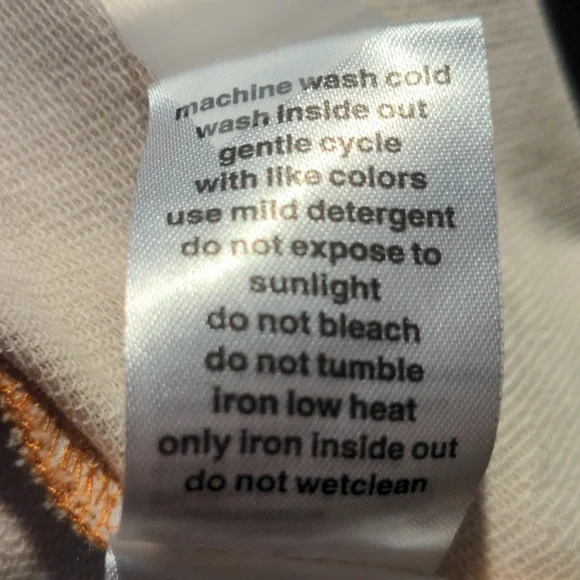 machine wash cold
wash inside out
gentle cycle
with like colors
use mild detergent
do not expose to
sunlight
do not bleach
do not tumble
iron low heat
only iron inside out
do not wetclean